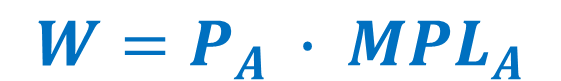 W = P_A · MPL_A